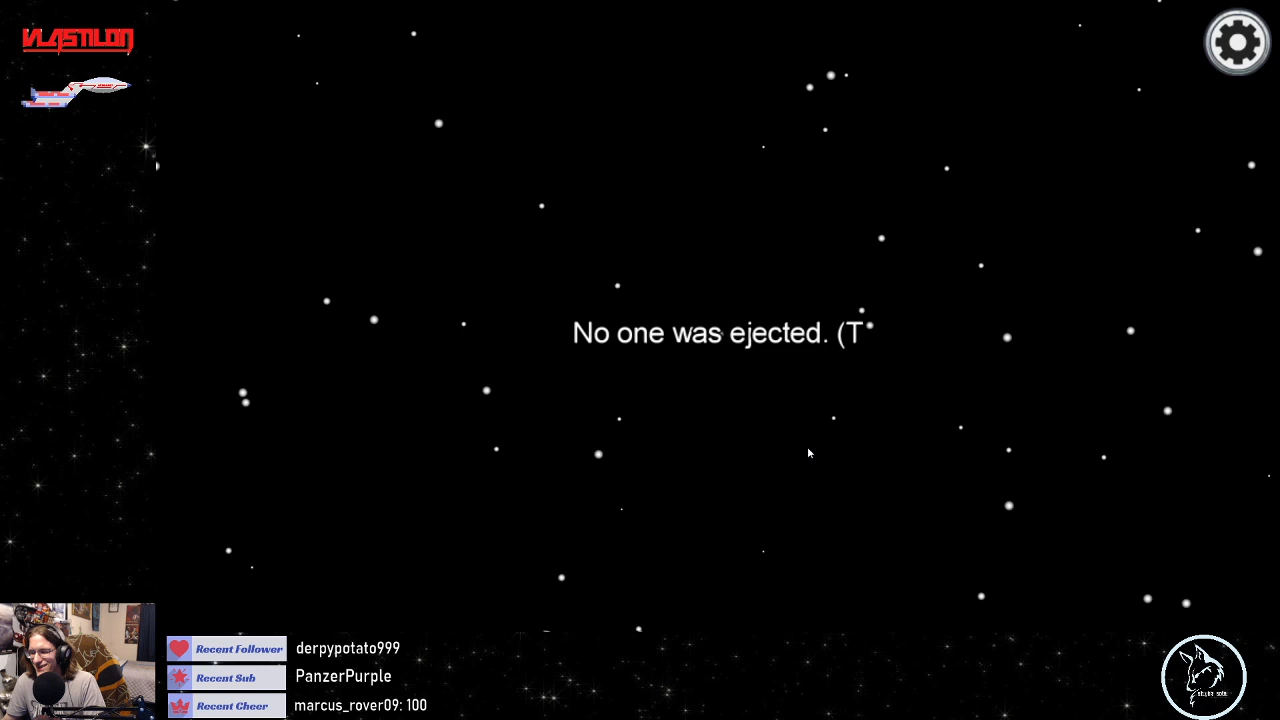 VLASTILON
No one was ejected. (T
Recent Follower derpypotato999
Recent Sub PanzerPurple
Recent Cheer marcus_rover09: 100